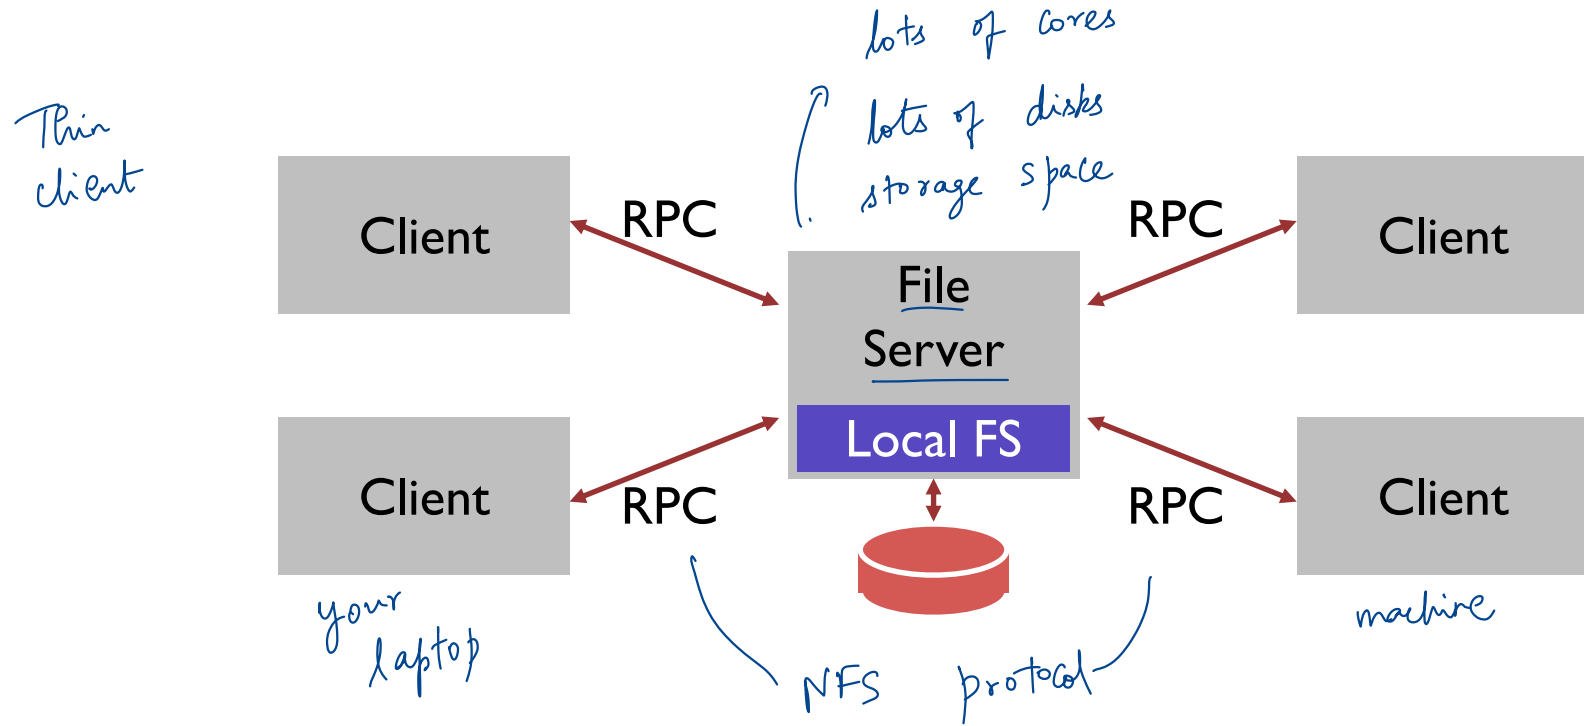 lots of cores
lots of disks
storage space
Thin
client
Client
RPC
RPC
Client
File
Server
Local FS
Client
RPC
RPC
Client
your
laptop
machine
NFS protocol